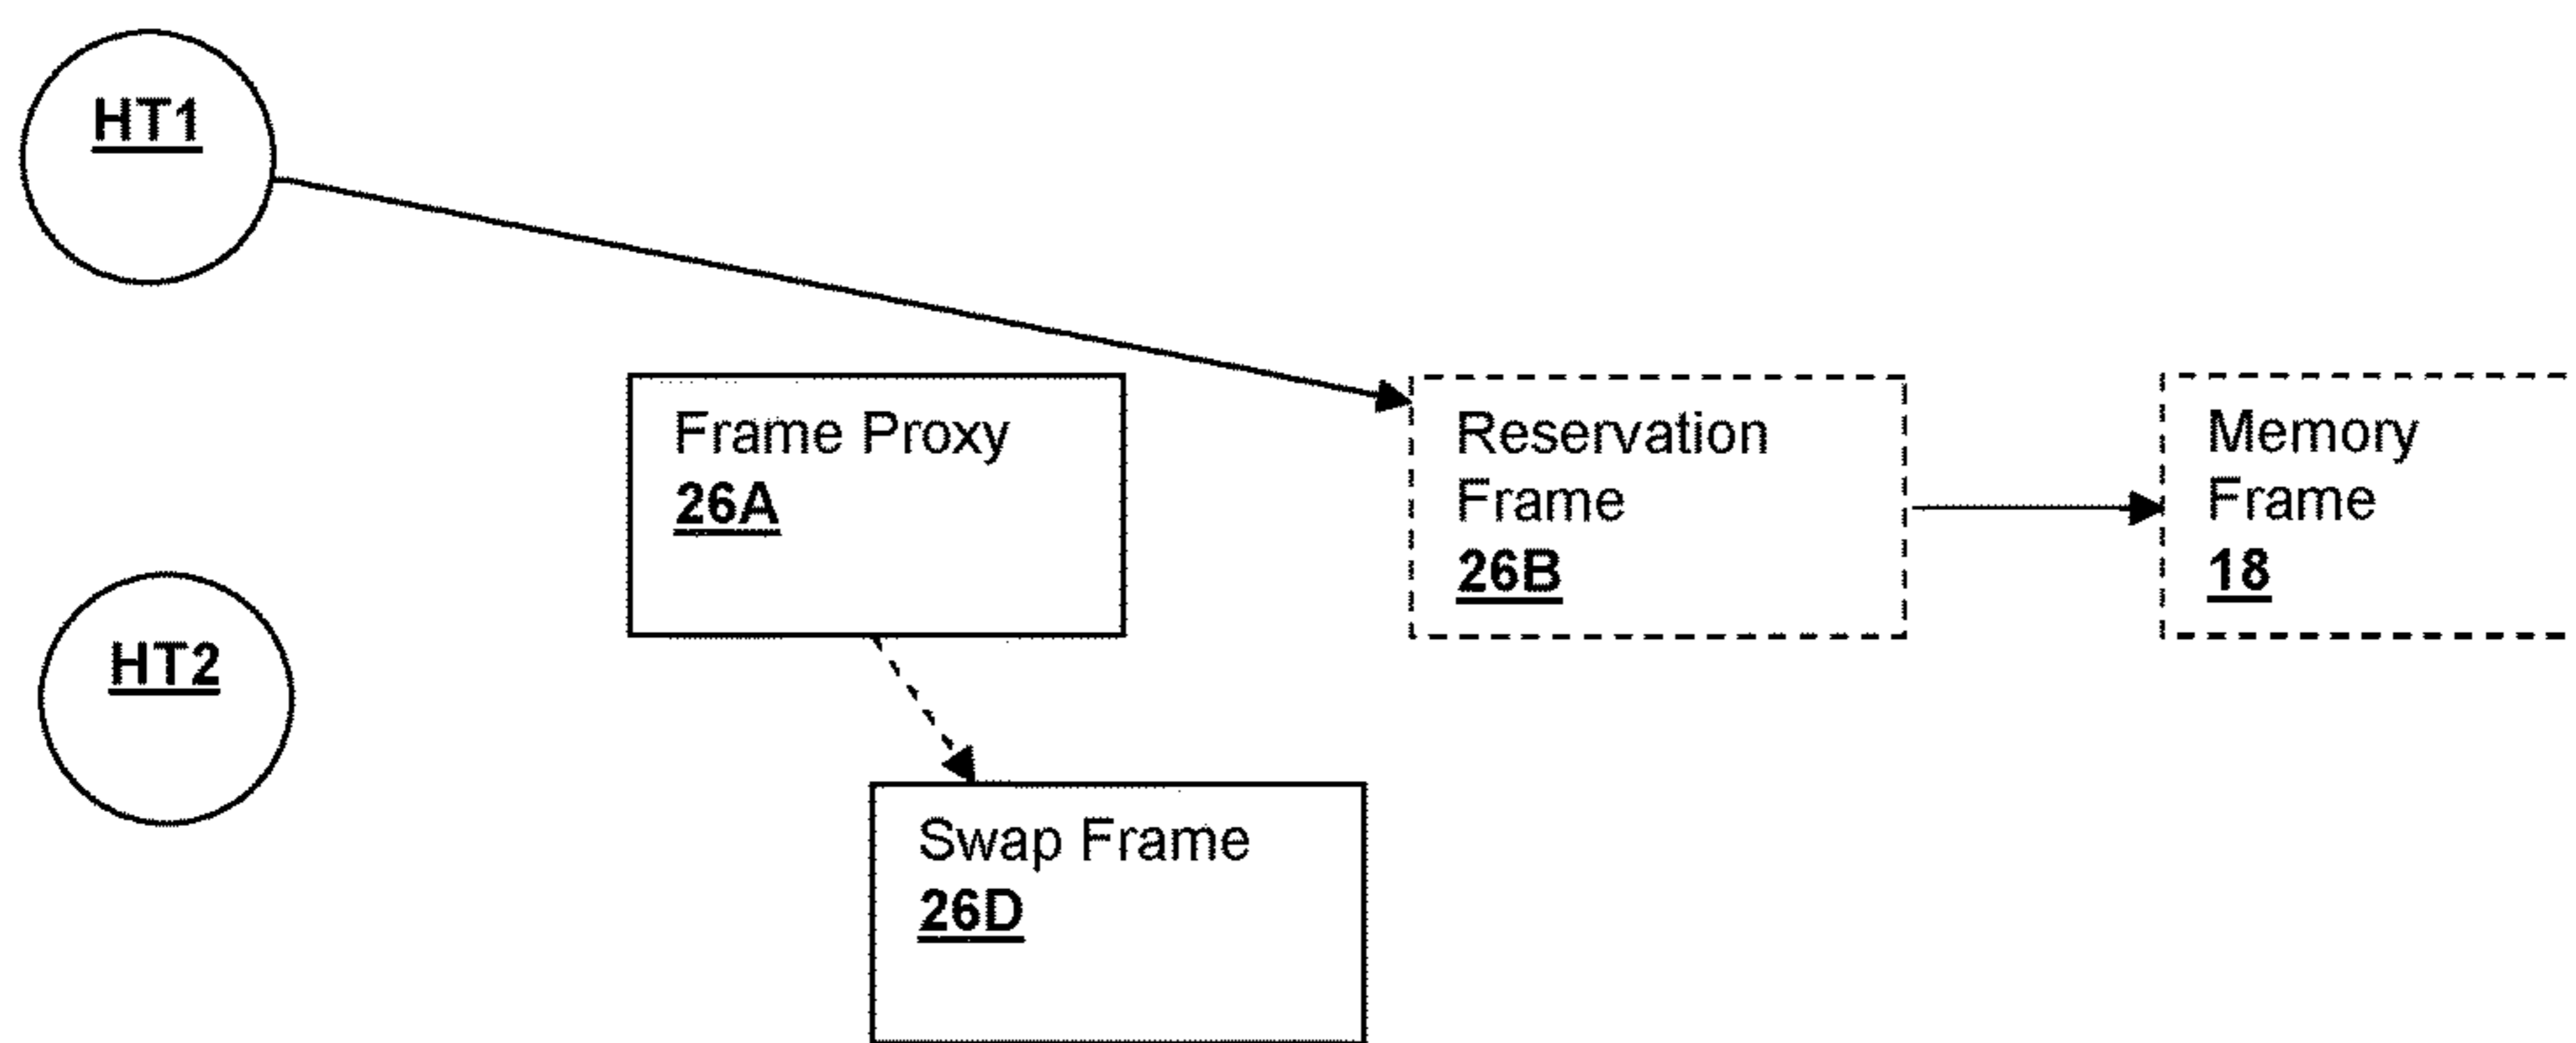 HT1
Frame Proxy
26A
Reservation
Frame
26B
Memory
Frame
18
HT2
Swap Frame
26D